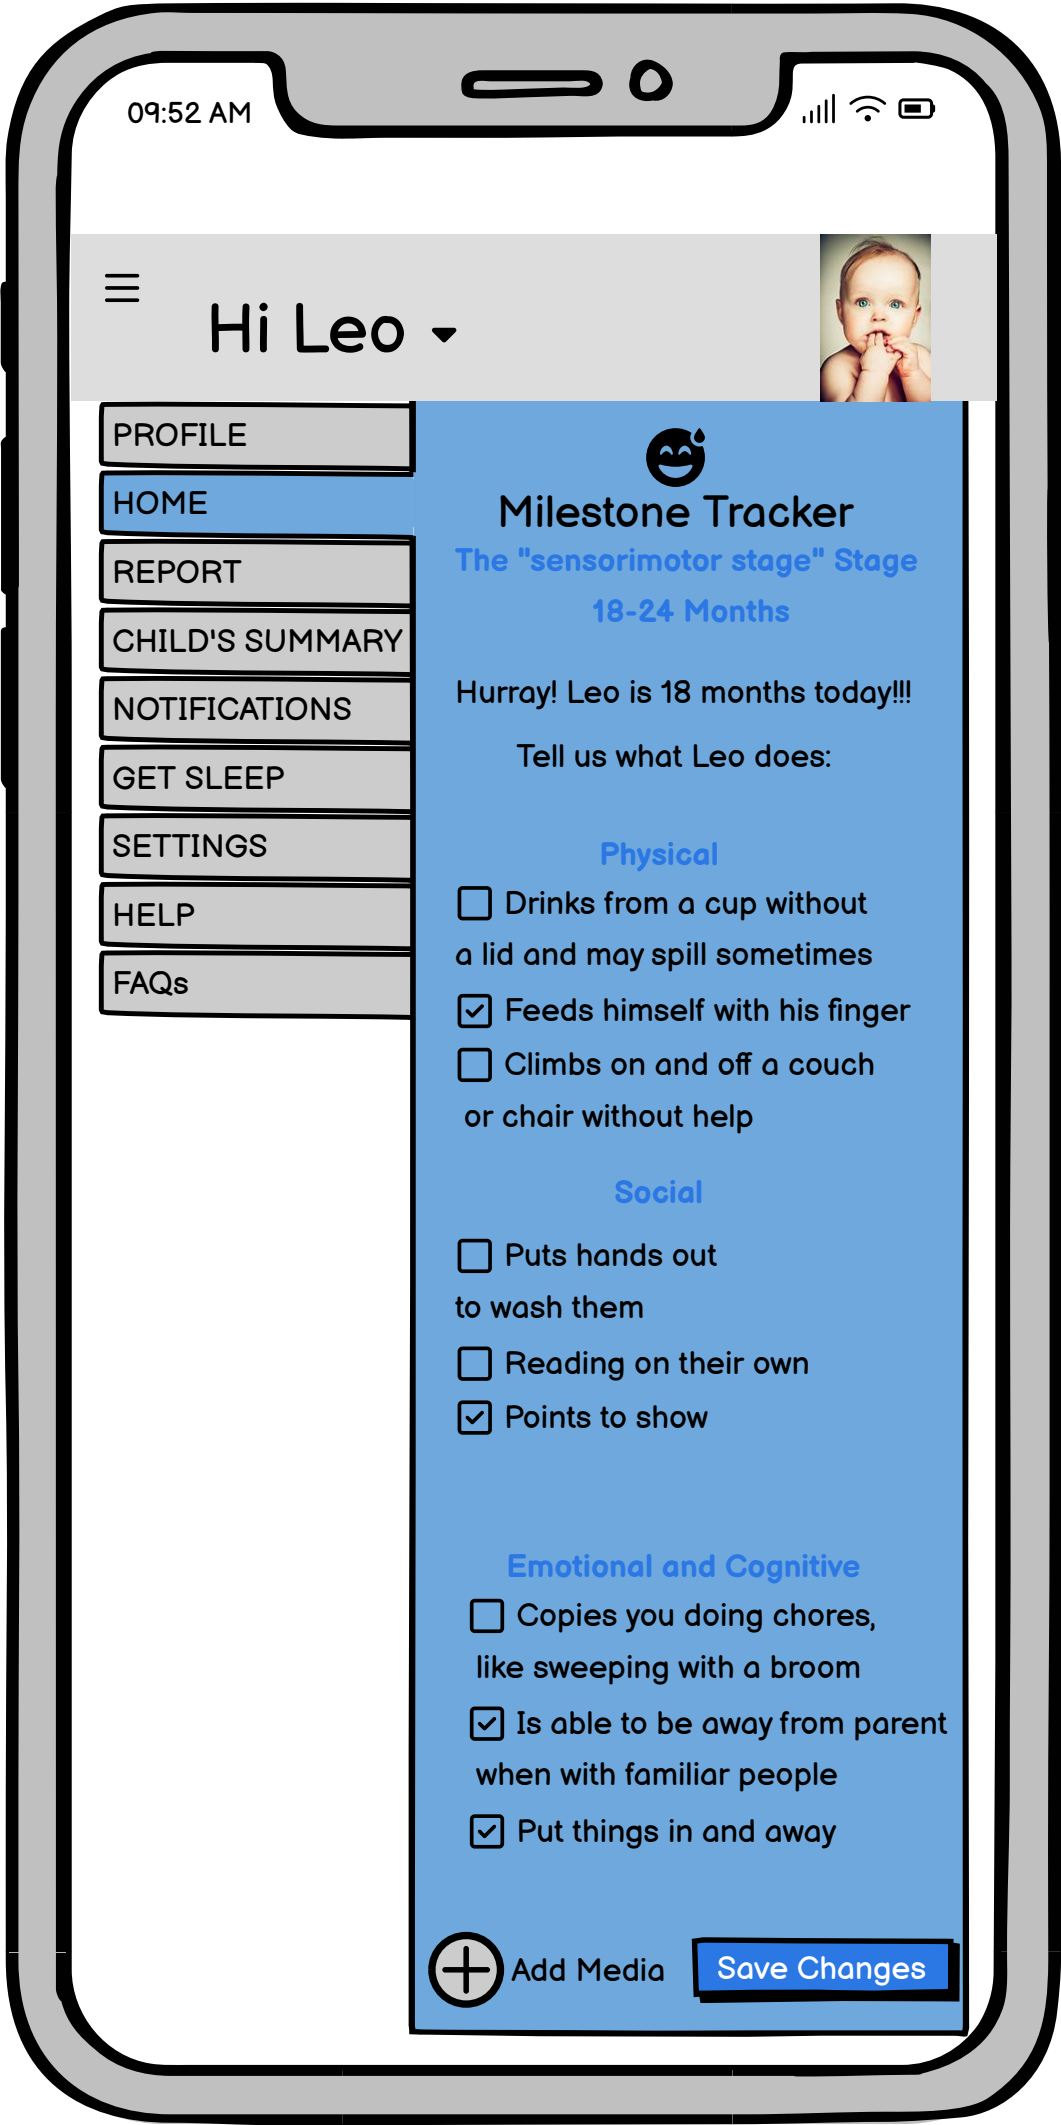 09:52 AM
Hi Leo
PROFILE
HOME
REPORT
CHILD'S SUMMARY
NOTIFICATIONS
GET SLEEP
SETTINGS
HELP
FAQs
Milestone Tracker
The "sensorimotor stage" Stage
18-24 Months
Hurray! Leo is 18 months today!!!
Tell us what Leo does:
Physical
Drinks from a cup without
a lid and may spill sometimes
Feeds himself with his finger
Climbs on and off a couch
or chair without help
Social
Puts hands out
to wash them
Reading on their own
Points to show
Emotional and Cognitive
Copies you doing chores,
like sweeping with a broom
Is able to be away from parent
when with familiar people
Put things in and away
Add Media
Save Changes